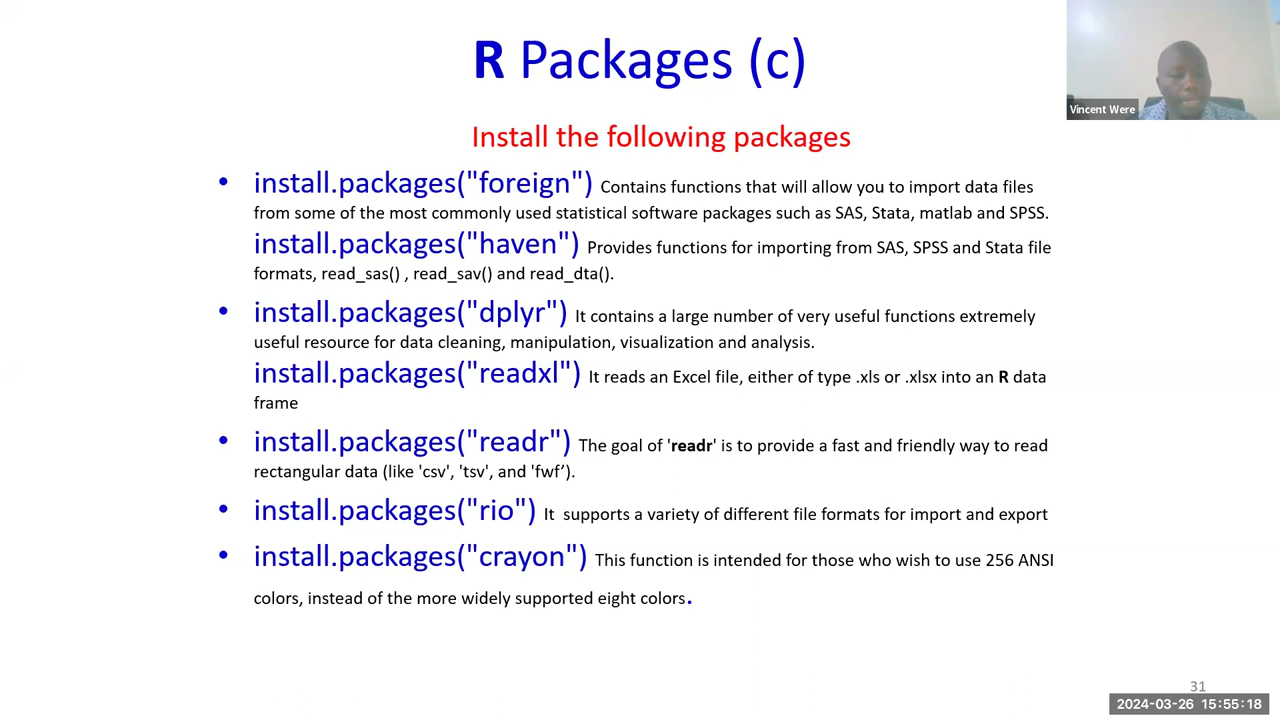 R Packages (c)
Vincent Were
Install the following packages
• install.packages("foreign") Contains functions that will allow you to import data files
from some of the most commonly used statistical software packages such as SAS, Stata, matlab and SPSS.
install.packages("haven") Provides functions for importing from SAS, SPSS and Stata file
formats, read_sas() , read_sav() and read_dta().
• install.packages("dplyr") It contains a large number of very useful functions extremely
useful resource for data cleaning, manipulation, visualization and analysis.
install.packages("readxl") It reads an Excel file, either of type .xls or .xlsx into an R data
frame
• install.packages("readr") The goal of 'readr' is to provide a fast and friendly way to read
rectangular data (like 'csv', 'tsv', and 'fwf’).
• install.packages("rio") It  supports a variety of different file formats for import and export
• install.packages("crayon") This function is intended for those who wish to use 256 ANSI
colors, instead of the more widely supported eight colors.
31
2024-03-26 15:55:18